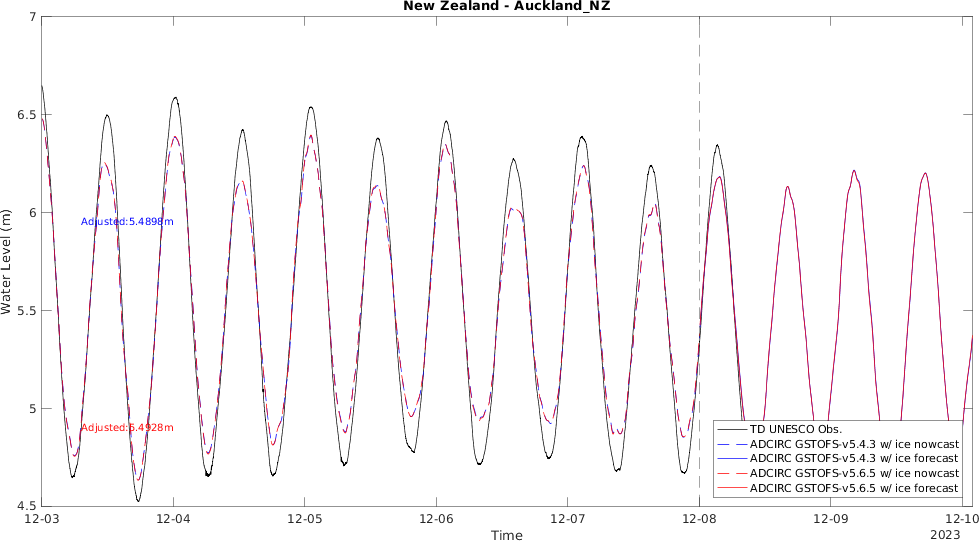 New Zealand - Auckland_NZ
7
6.5
6
5.5
5
4.5
Water Level (m)
Adjusted:5.4898m
Adjusted:5.4928m
TD UNESCO Obs.
ADCIRC GSTOFS-v5.4.3 w/ ice nowcast
ADCIRC GSTOFS-v5.4.3 w/ ice forecast
ADCIRC GSTOFS-v5.6.5 w/ ice nowcast
ADCIRC GSTOFS-v5.6.5 w/ ice forecast
12-03 12-04 12-05 12-06 12-07 12-08 12-09 12-10
Time
2023